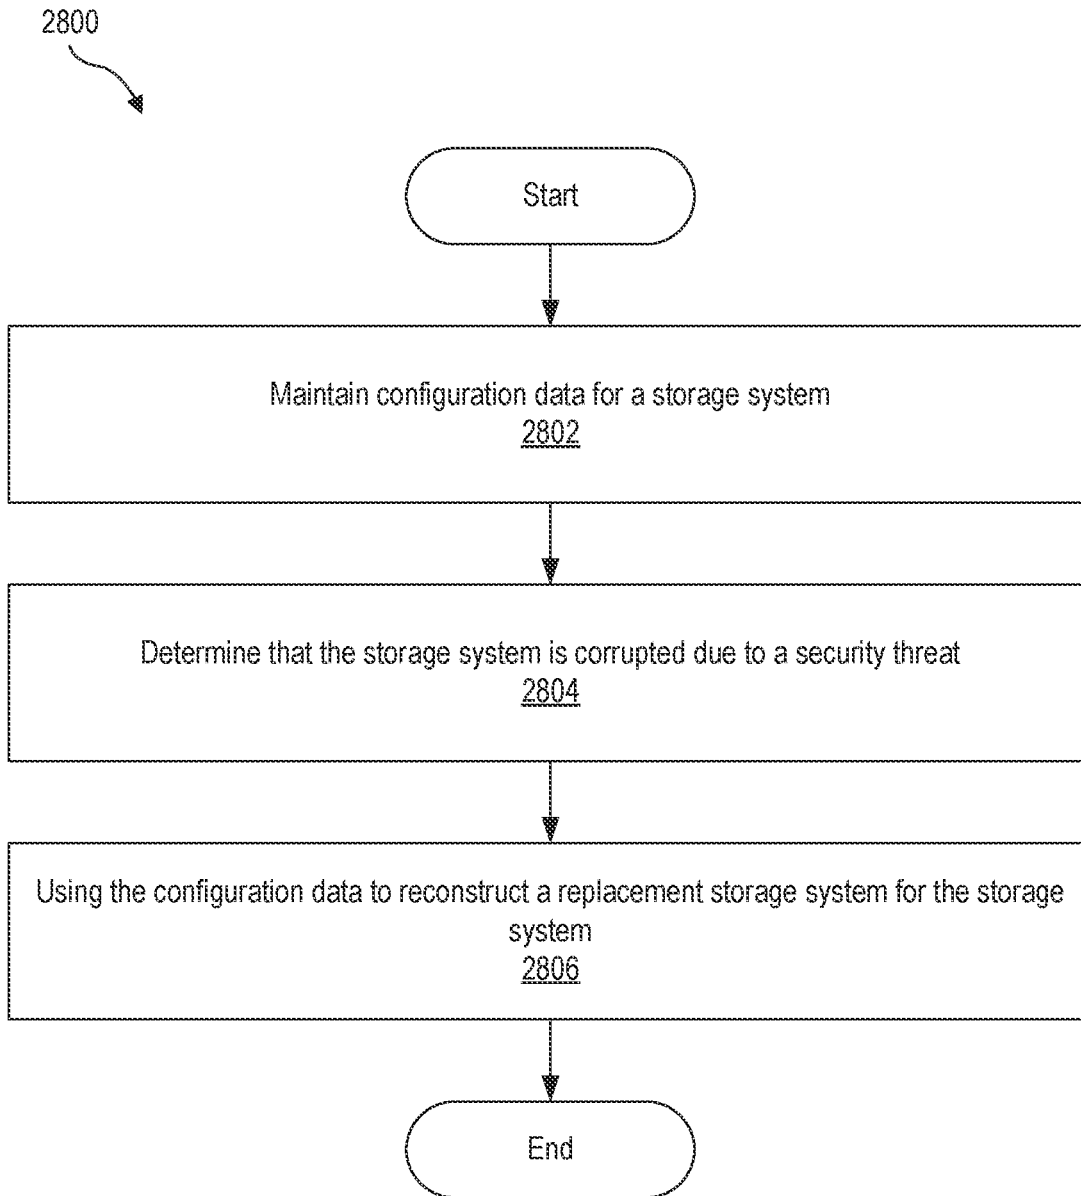 2800
Start
Maintain configuration data for a storage system
2802
Determine that the storage system is corrupted due to a security threat
2804
Using the configuration data to reconstruct a replacement storage system for the storage
system
2806
End